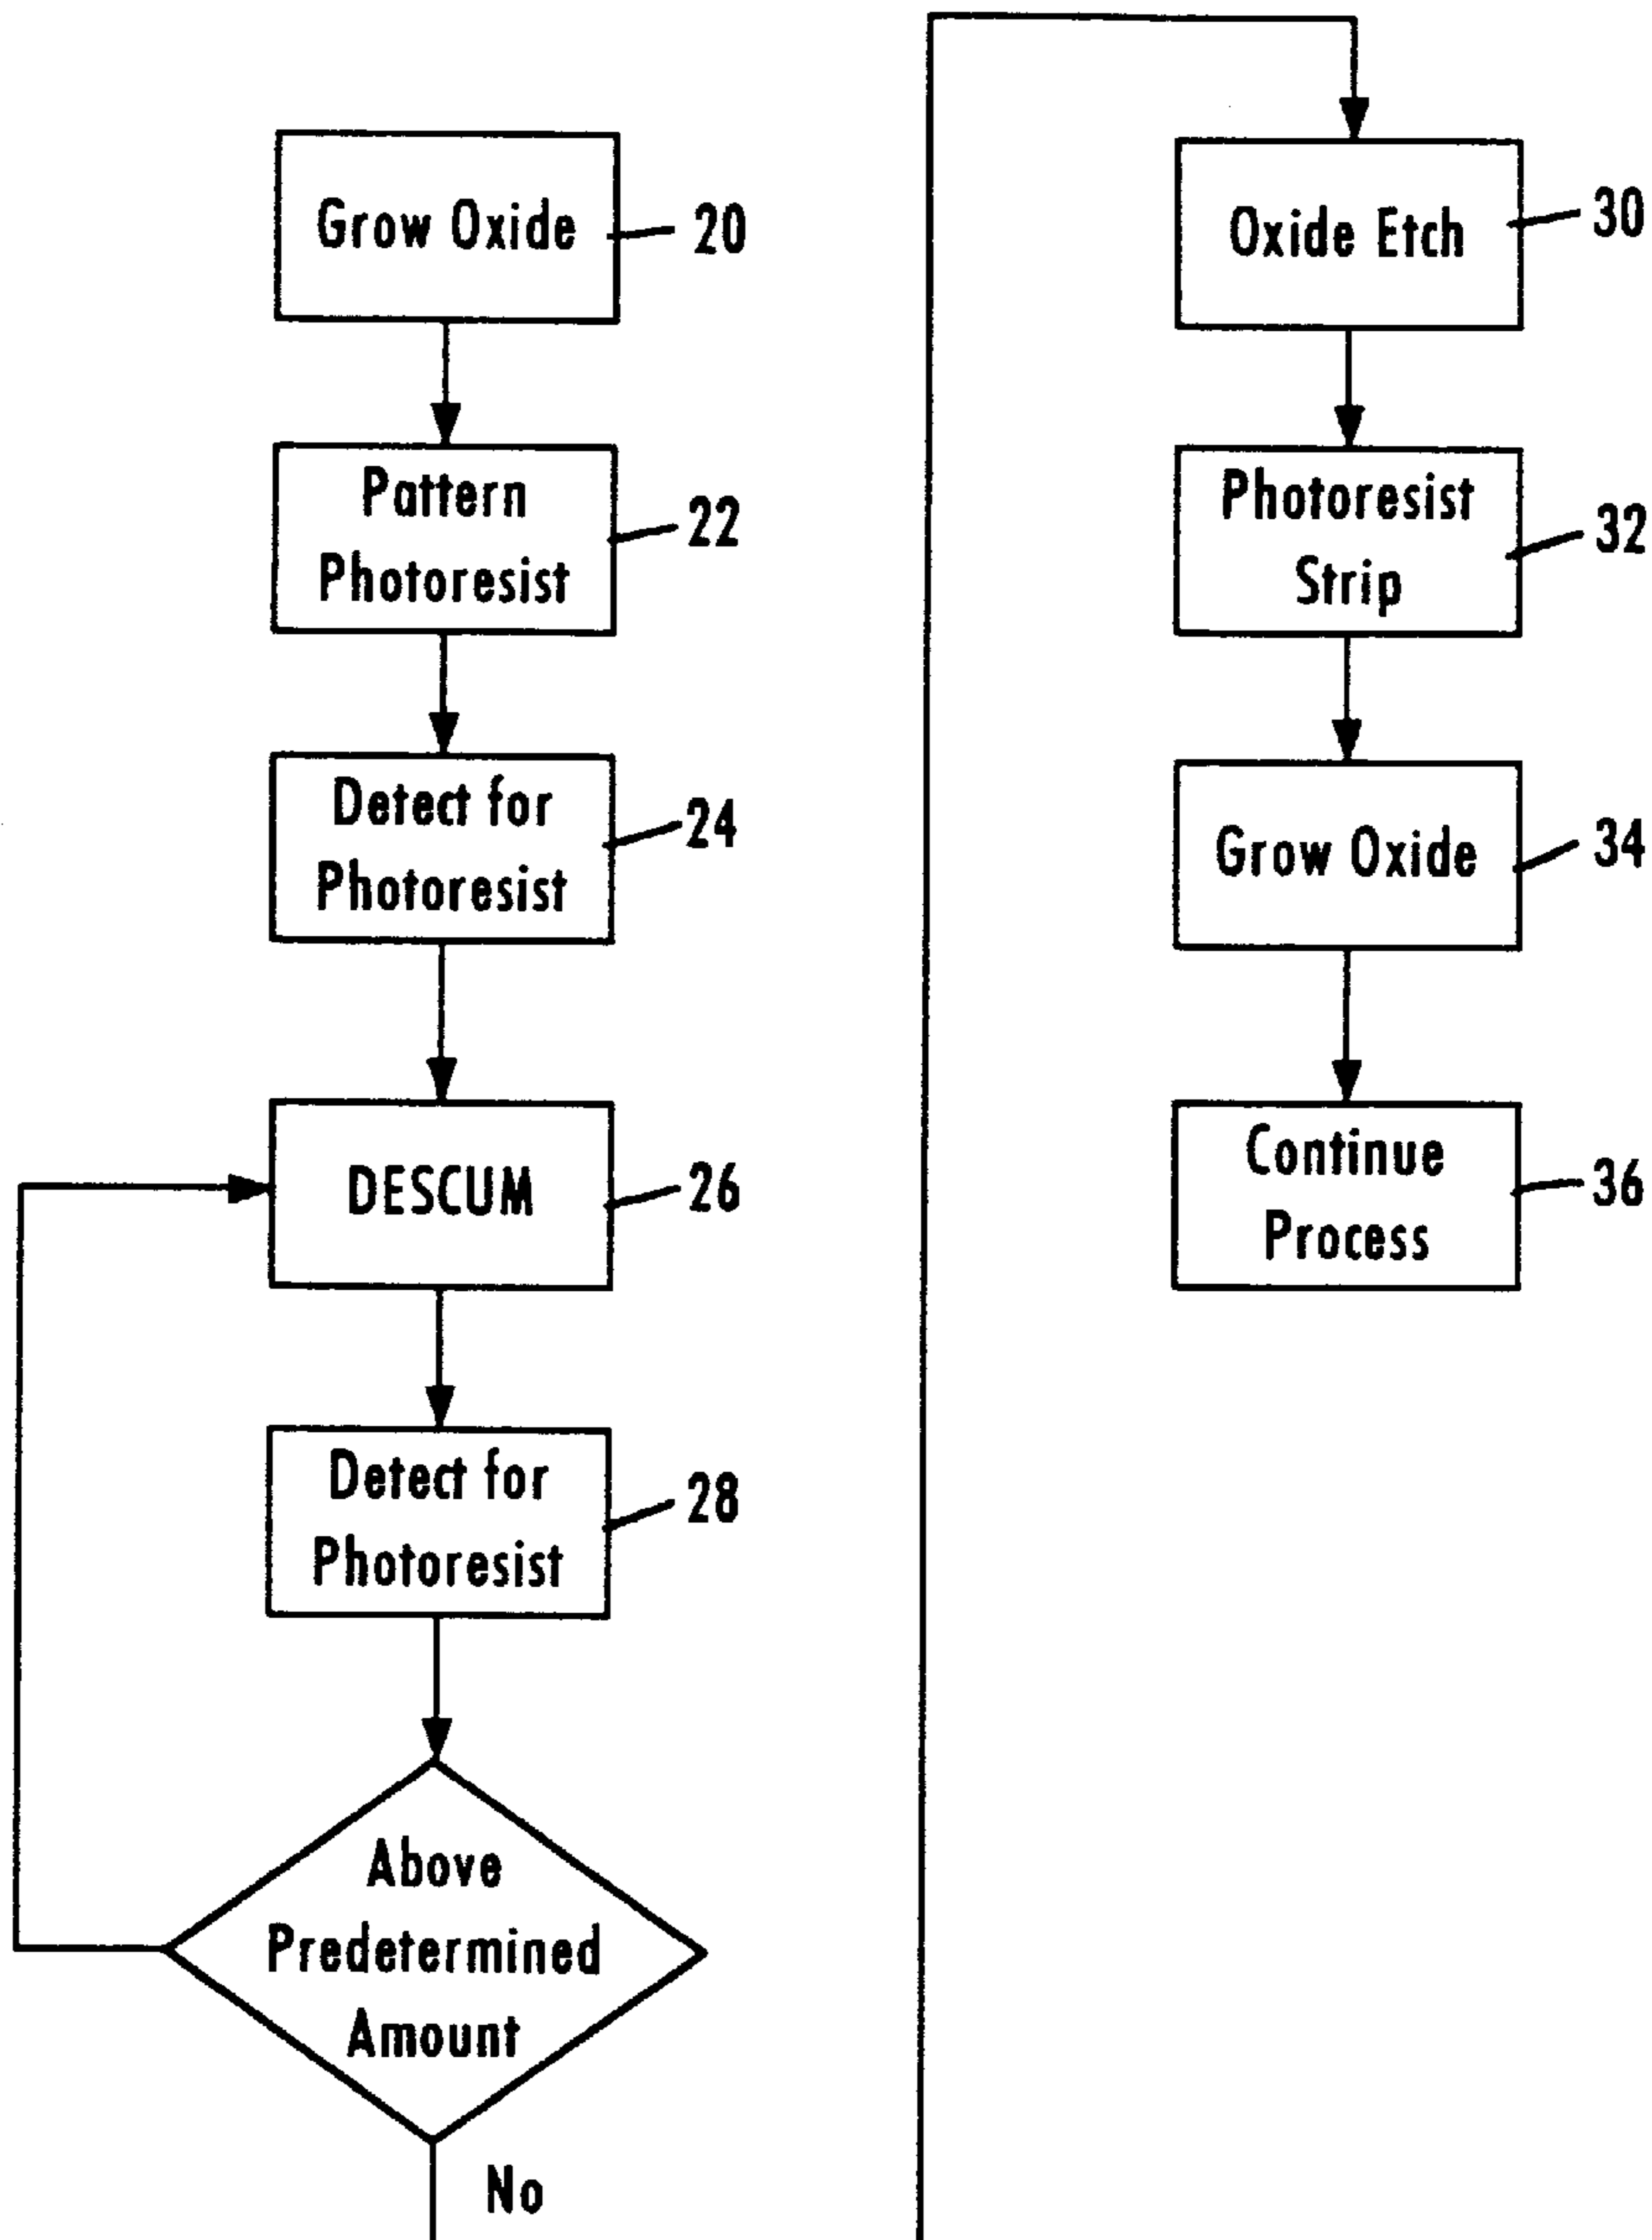 Grow Oxide
20
Pattern
Photoresist
22
Detect for
Photoresist
24
DESCUM
26
Detect for
Photoresist
28
Above
Predetermined
Amount
No
Oxide Etch
30
Photoresist
Strip
32
Grow Oxide
34
Continue
Process
36